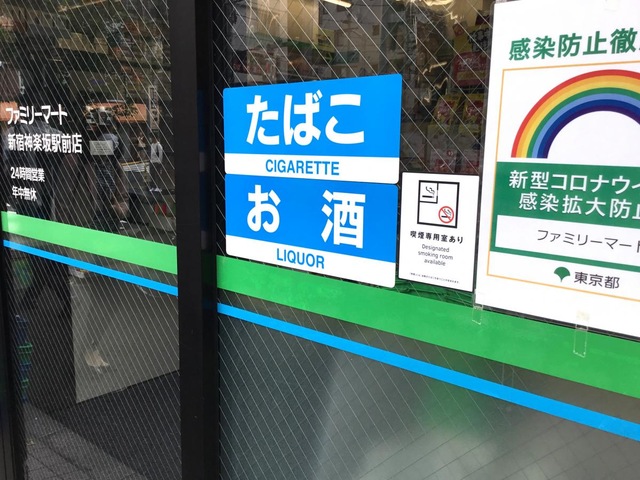 ファミリーマート
新宿神楽坂駅前店
24時間営業
年中無休
たばこ
CIGARETTE
お酒
LIQUOR
喫煙専用室あり
Designated
smoking room
available
感染防止徹
新型コロナウ
感染拡大防止
ファミリーマート
東京都